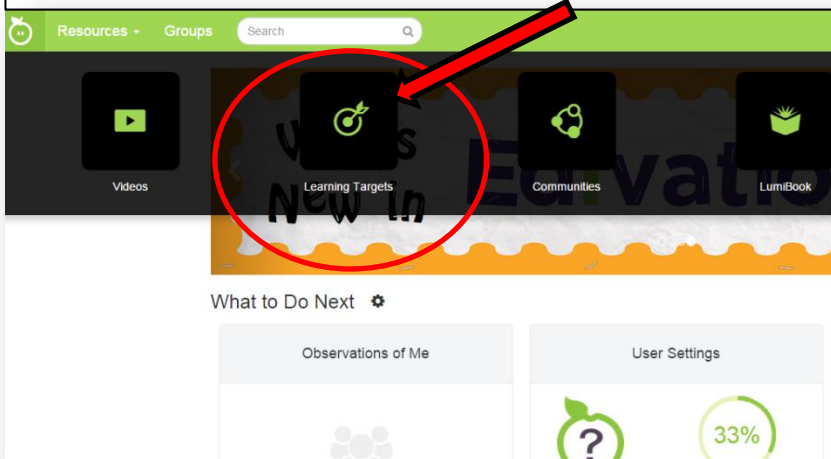 Resources Groups Search
Videos Learning Targets Communities LumiBook
New in
What to Do Next
Observations of Me User Settings
?
33%